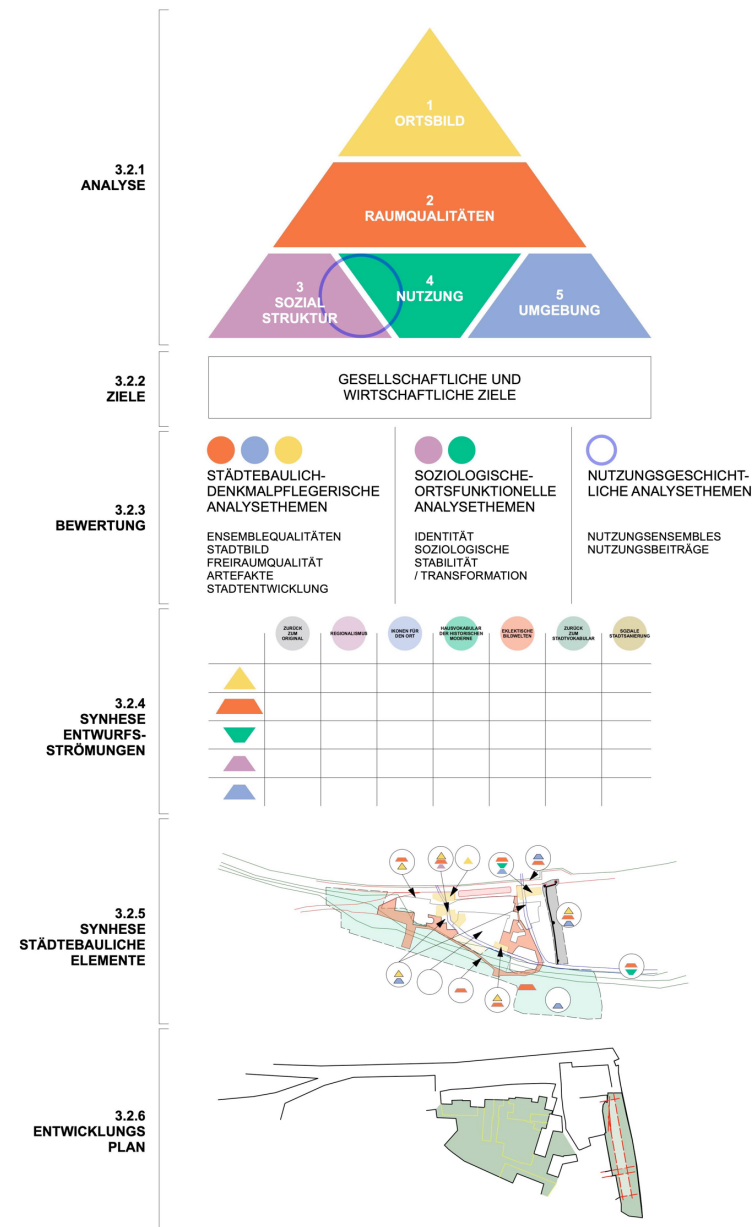 3.2.1
ANALYSE
1
ORTSBILD
2
RAUMQUALITÄTEN
3
SOZIAL
STRUKTUR
4
NUTZUNG
5
UMGEBUNG
3.2.2
ZIELE
GESELLSCHAFTLICHE UND
WIRTSCHAFTLICHE ZIELE
3.2.3
BEWERTUNG
STÄDTEBAULICH-
DENKMALPFLEGERISCHE
ANALYSETHEMEN
ENSEMBLEQUALITÄTEN
STADTBILD
FREIRAUMQUALITÄT
ARTEFAKTE
STADTENTWICKLUNG
SOZIOLOGISCHE-
ORTSFUNKTIONELLE
ANALYSETHEMEN
IDENTITÄT
SOZIOLOGISCHE
STABILITÄT
/ TRANSFORMATION
NUTZUNGSGESCHICHT-
LICHE ANALYSETHEMEN
NUTZUNGSENSEMBLES
NUTZUNGSBEITRÄGE
3.2.4
SYNHESE
ENTWURFS-
STRÖMUNGEN
ZURÜCK
ZUM
ORIGINAL
REGIONALISMUS
IKONEN FÜR
DEN ORT
HAUSVOKABULAR
DER HISTORISCHEN
MODERNE
EKLEKTISCHE
BILDWELTEN
ZURÜCK
ZUM
STADTVOKABULAR
SOZIALE
STADTSANIERUNG
3.2.5
SYNHESE
STÄDTEBAULICHE
ELEMENTE
3.2.6
ENTWICKLUNGS
PLAN